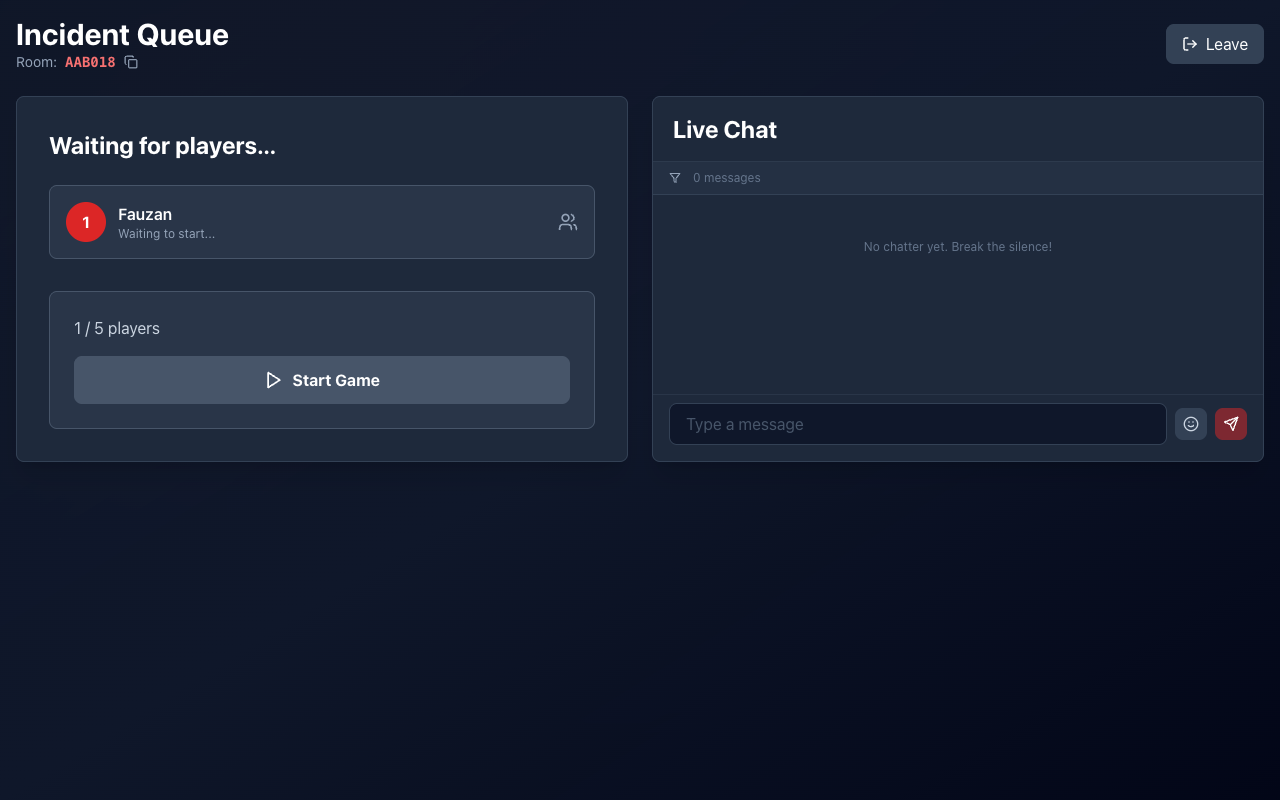 Incident Queue
Room: AAB018
Leave
Waiting for players...
1
Fauzan
Waiting to start...
1 / 5 players
Start Game
Live Chat
0 messages
No chatter yet. Break the silence!
Type a message